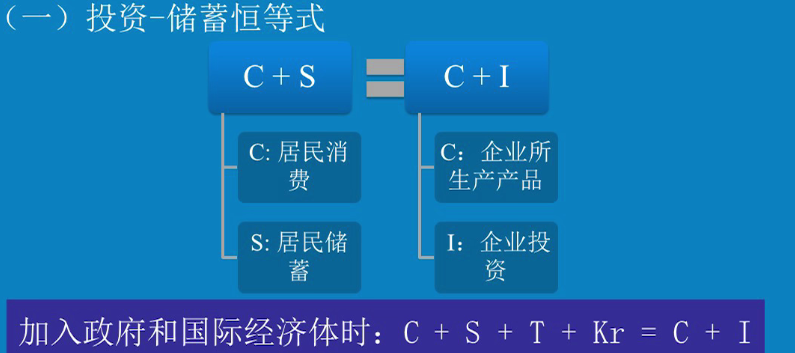 （一）投资-储蓄恒等式
C + S
C + I
C: 居民消
费
C：企业所
生产产品
S: 居民储
蓄
I：企业投
资
加入政府和国际经济体时：C + S + T + Kr = C + I